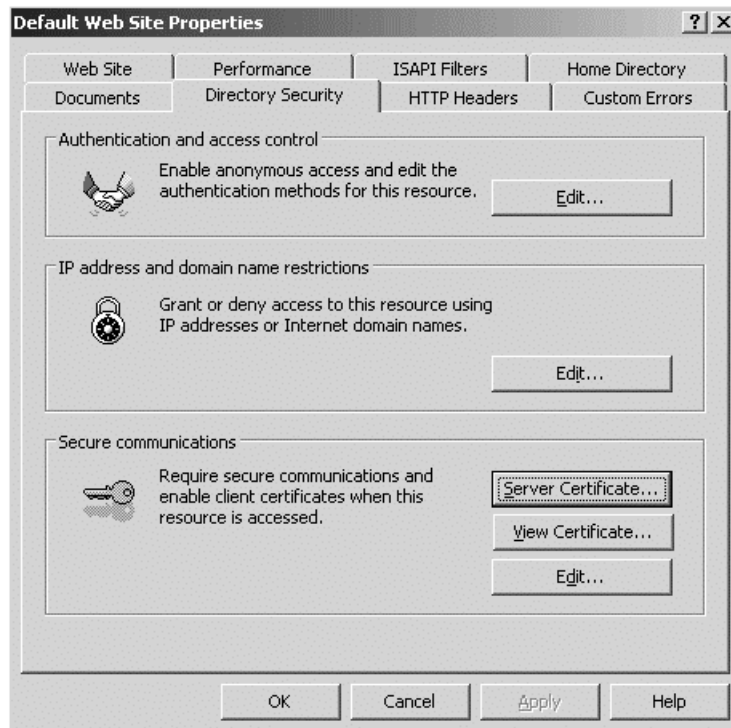 Default Web Site Properties
Web Site Performance ISAPI Filters Home Directory
Documents Directory Security HTTP Headers Custom Errors
Authentication and access control
Enable anonymous access and edit the
authentication methods for this resource.
Edit...
IP address and domain name restrictions
Grant or deny access to this resource using
IP addresses or Internet domain names.
Edit...
Secure communications
Require secure communications and
enable client certificates when this
resource is accessed.
Server Certificate...
View Certificate...
Edit...
OK Cancel Apply Help